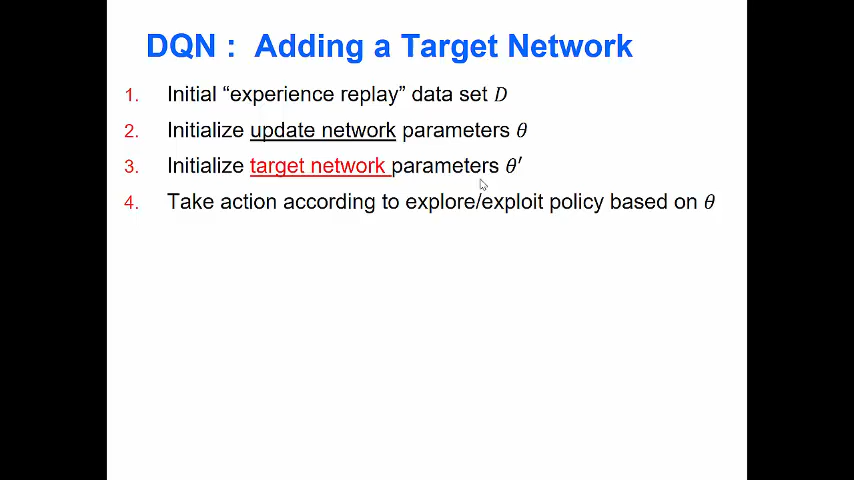 DQN :  Adding a Target Network
1. Initial “experience replay” data set D
2. Initialize update network parameters θ
3. Initialize target network parameters θ′
4. Take action according to explore/exploit policy based on θ